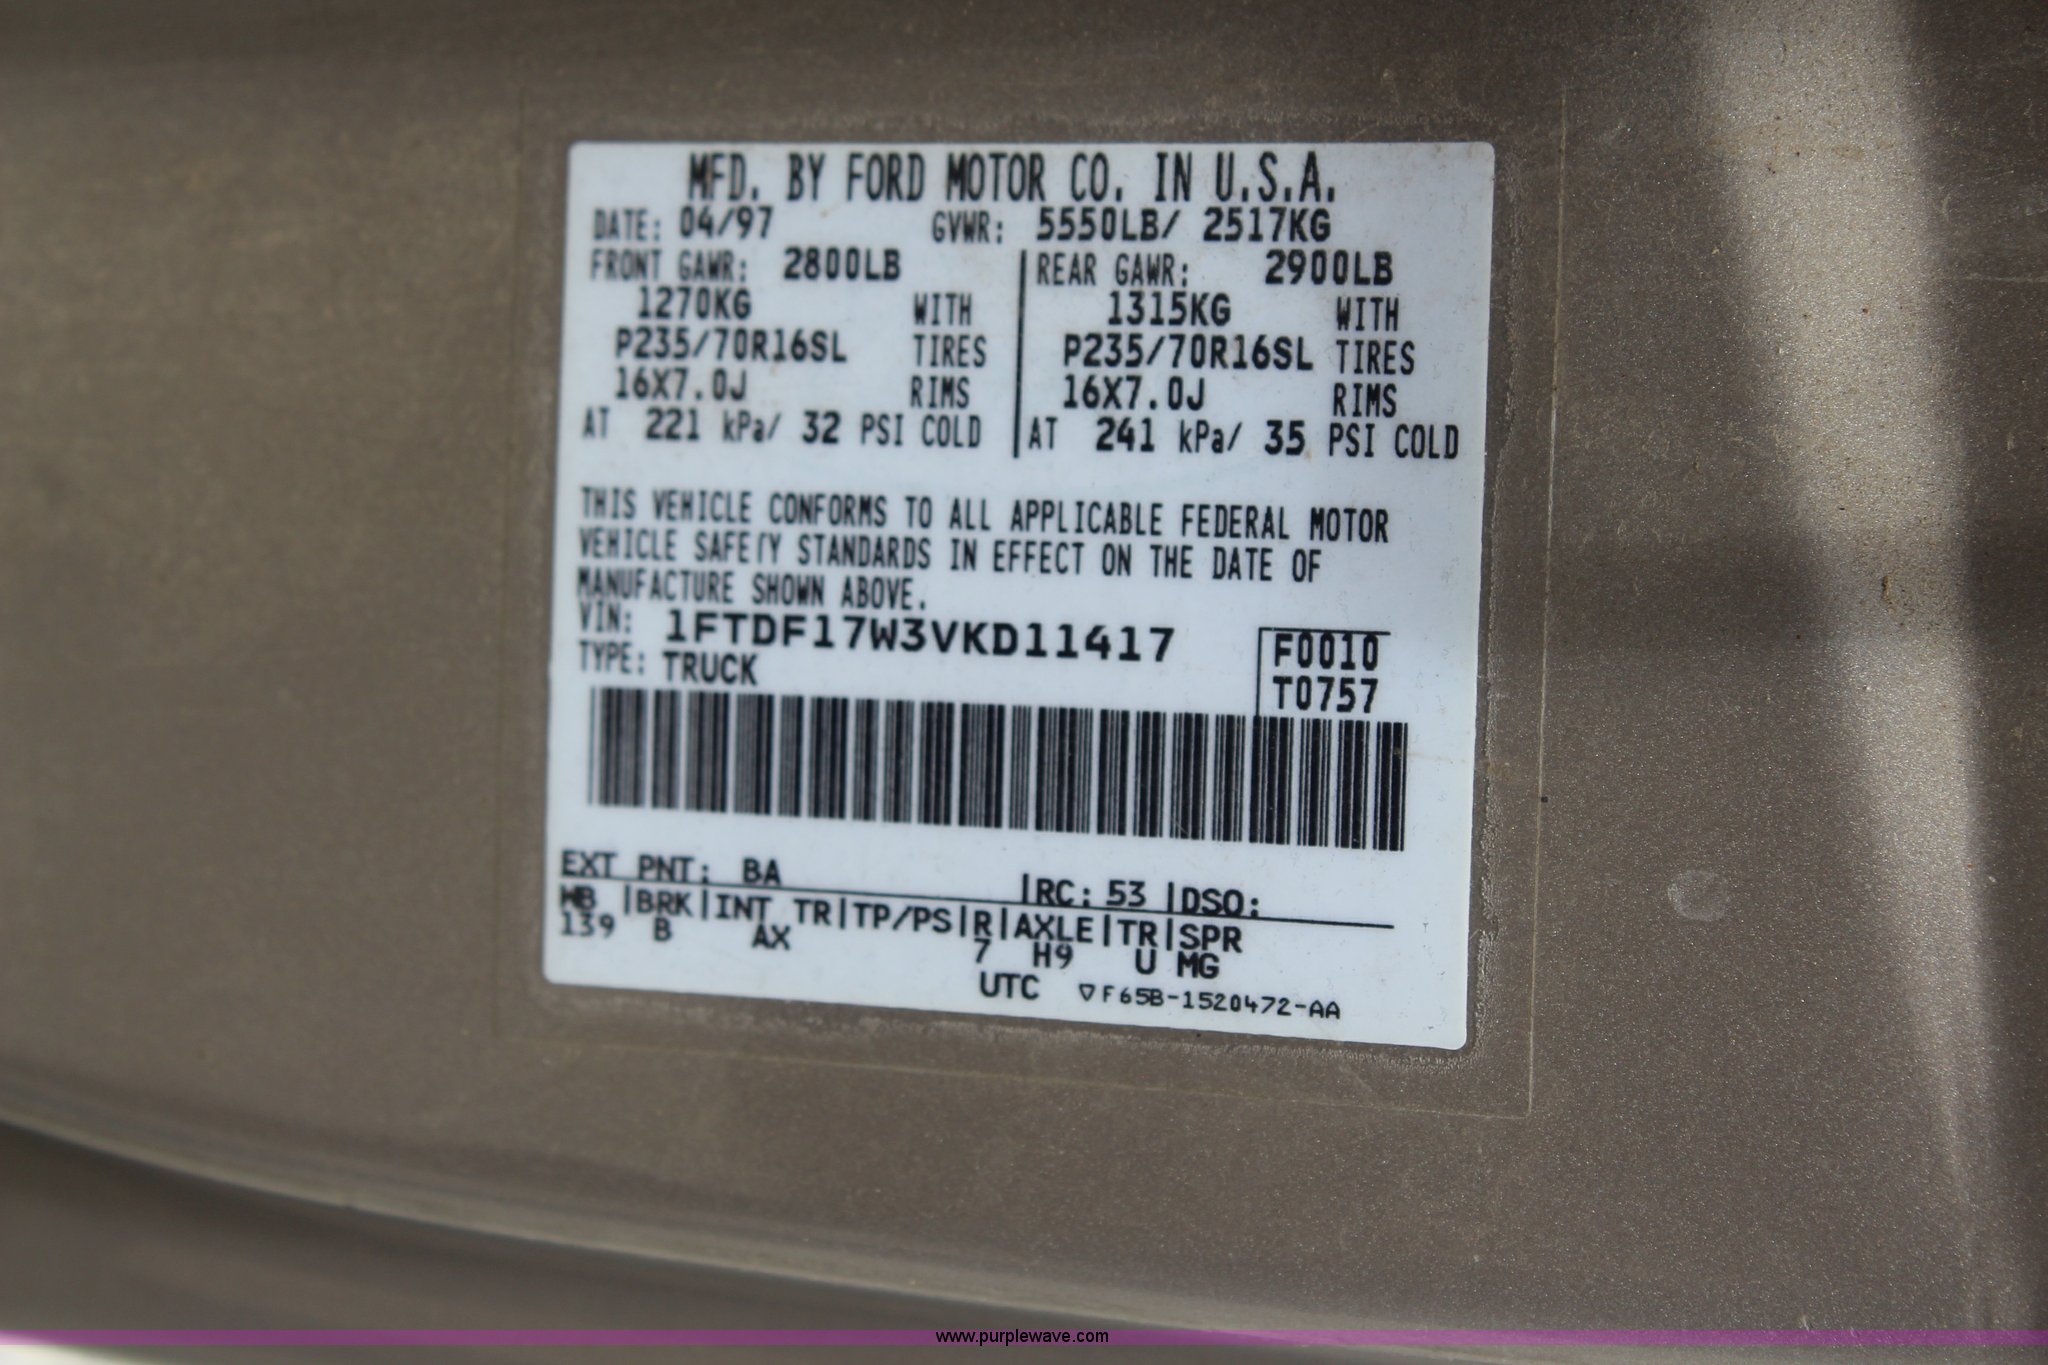 MFD. BY FORD MOTOR CO. IN U.S.A.
DATE: 04/97 GVWR: 5550LB/ 2517KG
FRONT GAWR: 2800LB REAR GAWR: 2900LB
1270KG WITH 1315KG WITH
P235/70R16SL TIRES P235/70R16SL TIRES
16X7.0J RIMS 16X7.0J RIMS
AT 221 kPa/ 32 PSI COLD AT 241 kPa/ 35 PSI COLD
THIS VEHICLE CONFORMS TO ALL APPLICABLE FEDERAL MOTOR
VEHICLE SAFETY STANDARDS IN EFFECT ON THE DATE OF
MANUFACTURE SHOWN ABOVE.
VIN: 1FTDF17W3VKD11417 F0010
TYPE: TRUCK T0757
EXT PNT: BA |RC: 53 |DSO:
WB |BRK|INT TR|TP/PS|R|AXLE|TR|SPR
139 B AX 7 H9 U MG
UTC ▽F65B-1520472-AA
www.purplewave.com